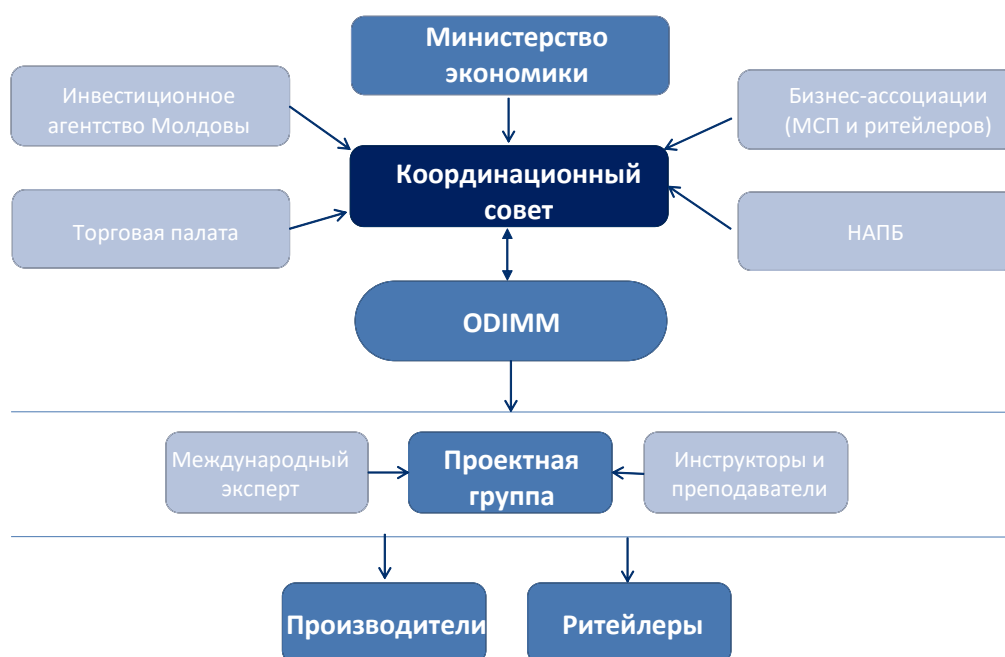 Министерство
экономики
Инвестиционное
агентство Молдовы
Бизнес-ассоциации
(МСП и ритейлеров)
Координационный
совет
Торговая палата
НАПБ
ODIMM
Международный
эксперт
Проектная
группа
Инструкторы и
преподаватели
Производители
Ритейлеры